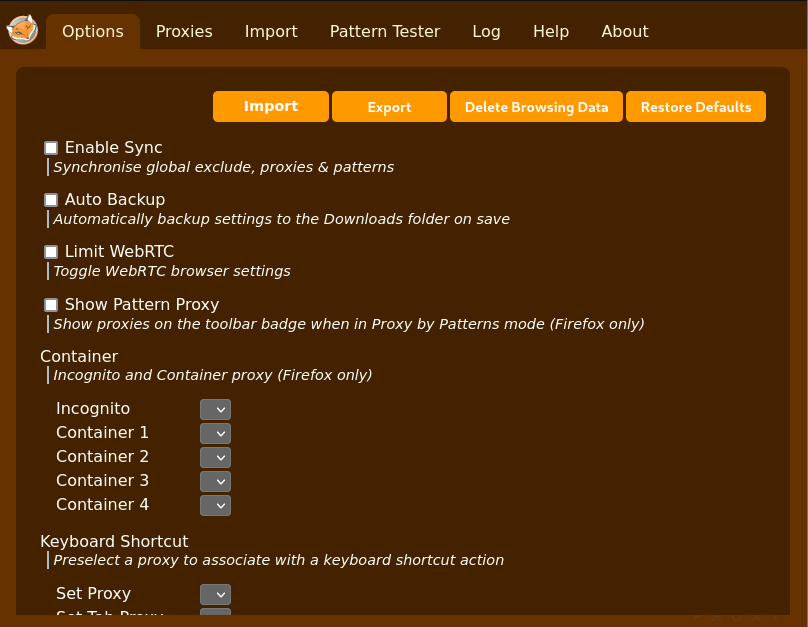 Options Proxies Import Pattern Tester Log Help About
Import Export Delete Browsing Data Restore Defaults
Enable Sync
Synchronise global exclude, proxies & patterns
Auto Backup
Automatically backup settings to the Downloads folder on save
Limit WebRTC
Toggle WebRTC browser settings
Show Pattern Proxy
Show proxies on the toolbar badge when in Proxy by Patterns mode (Firefox only)
Container
Incognito and Container proxy (Firefox only)
Incognito
Container 1
Container 2
Container 3
Container 4
Keyboard Shortcut
Preselect a proxy to associate with a keyboard shortcut action
Set Proxy
Set Tab Proxy